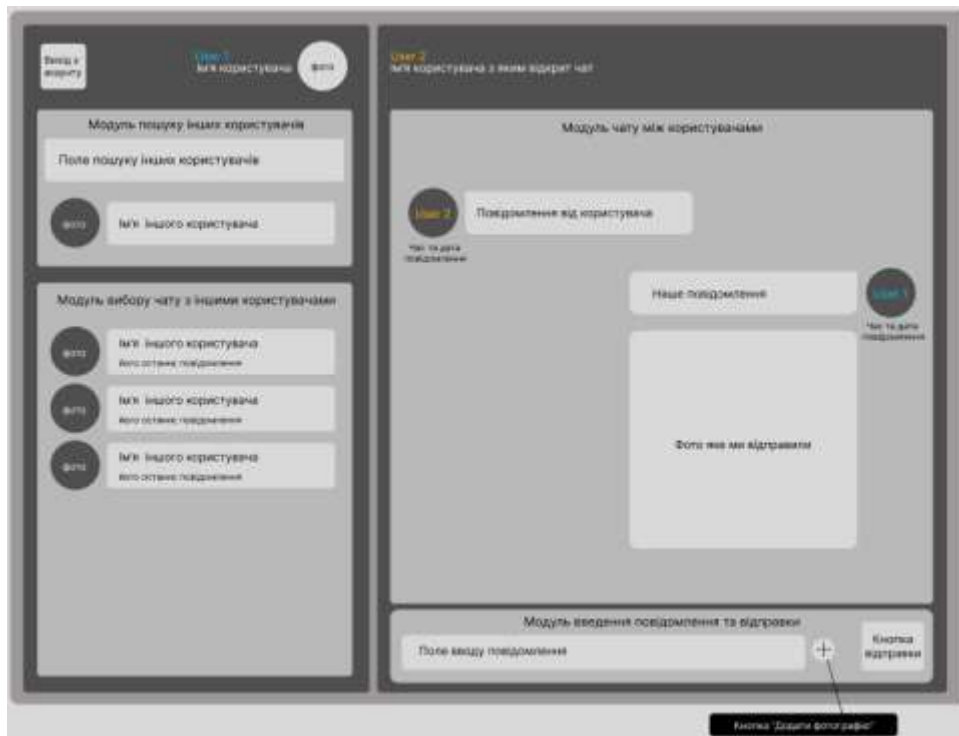 Вихід з
акаунту
User 1
Ім'я користувача
фото
User 2
Ім'я користувача з яким відкрит чат
Модуль пошуку інших користувачів
Поле пошуку інших користувачів
фото
Ім'я іншого користувача
Модуль вибору чату з іншими користувачами
фото
Ім'я іншого користувача
Його останнє повідомлення
фото
Ім'я іншого користувача
Його останнє повідомлення
фото
Ім'я іншого користувача
Його останнє повідомлення
Модуль чату між користувачами
User 2
Повідомлення від користувача
Час та дата
повідомлення
Наше повідомлення
User 1
Час та дата
повідомлення
Фото яке ми відправили
Модуль введення повідомлення та відправки
Поле вводу повідомлення
+
Кнопка
відправки
Кнопка "Додати фотографію"